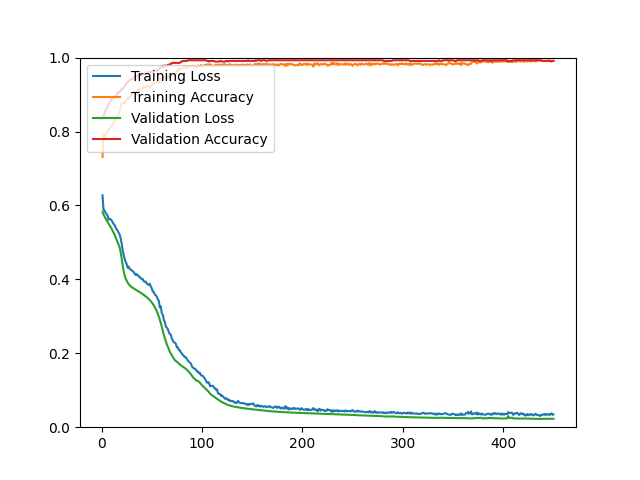 1.0
0.8
0.6
0.4
0.2
0.0
Training Loss
Training Accuracy
Validation Loss
Validation Accuracy
0 100 200 300 400